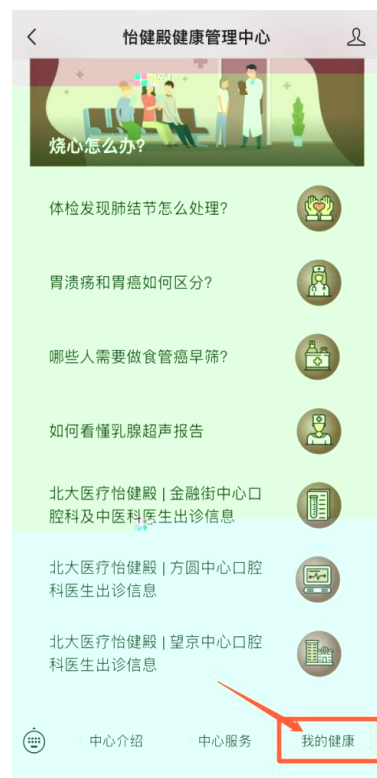 怡健殿健康管理中心
烧心怎么办?
体检发现肺结节怎么处理?
胃溃疡和胃癌如何区分?
哪些人需要做食管癌早筛?
如何看懂乳腺超声报告
北大医疗怡健殿 | 金融街中心口
腔科及中医科医生出诊信息
北大医疗怡健殿 | 方圆中心口腔
科医生出诊信息
北大医疗怡健殿 | 望京中心口腔
科医生出诊信息
中心介绍
中心服务
我的健康